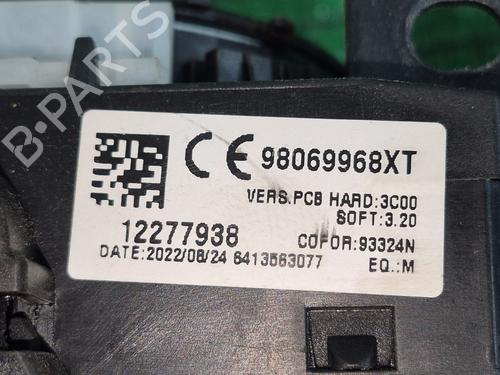 CE 98069968XT
VERS.PCB HARD:3C00
SOFT:3.20
12277938
COFOR:93324N
DATE:2022/08/24 6413563077
EQ.:M
B-PARTS